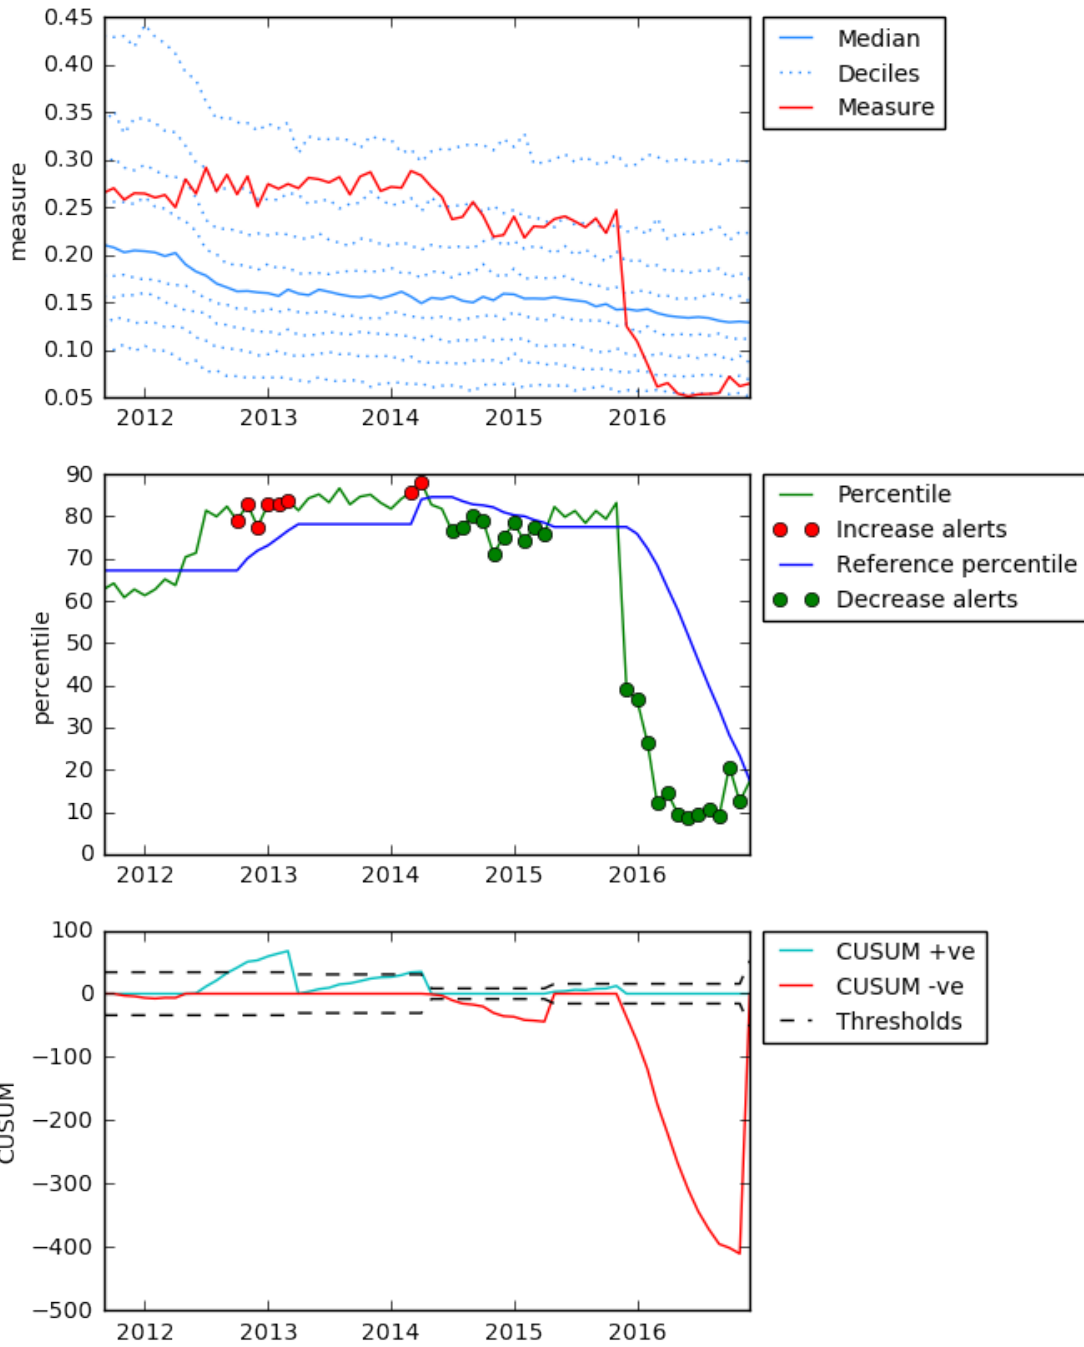 0.45
0.40
0.35
0.30
0.25
0.20
0.15
0.10
0.05
measure
2012 2013 2014 2015 2016
Median
Deciles
Measure
90
80
70
60
50
40
30
20
10
0
percentile
2012 2013 2014 2015 2016
Percentile
Increase alerts
Reference percentile
Decrease alerts
100
0
−100
−200
−300
−400
−500
CUSUM
2012 2013 2014 2015 2016
CUSUM +ve
CUSUM -ve
Thresholds